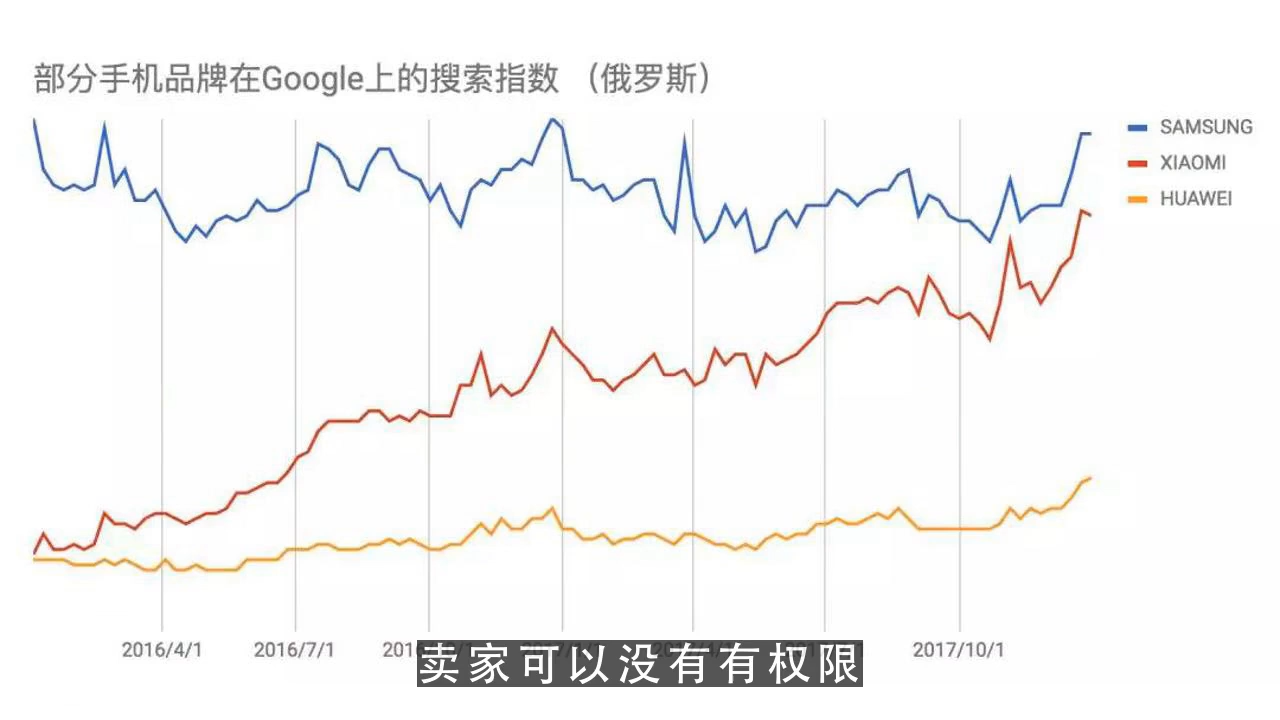 部分手机品牌在Google上的搜索指数 （俄罗斯）
SAMSUNG
XIAOMI
HUAWEI
2016/4/1
2016/7/1
2017/10/1
卖家可以没有有权限